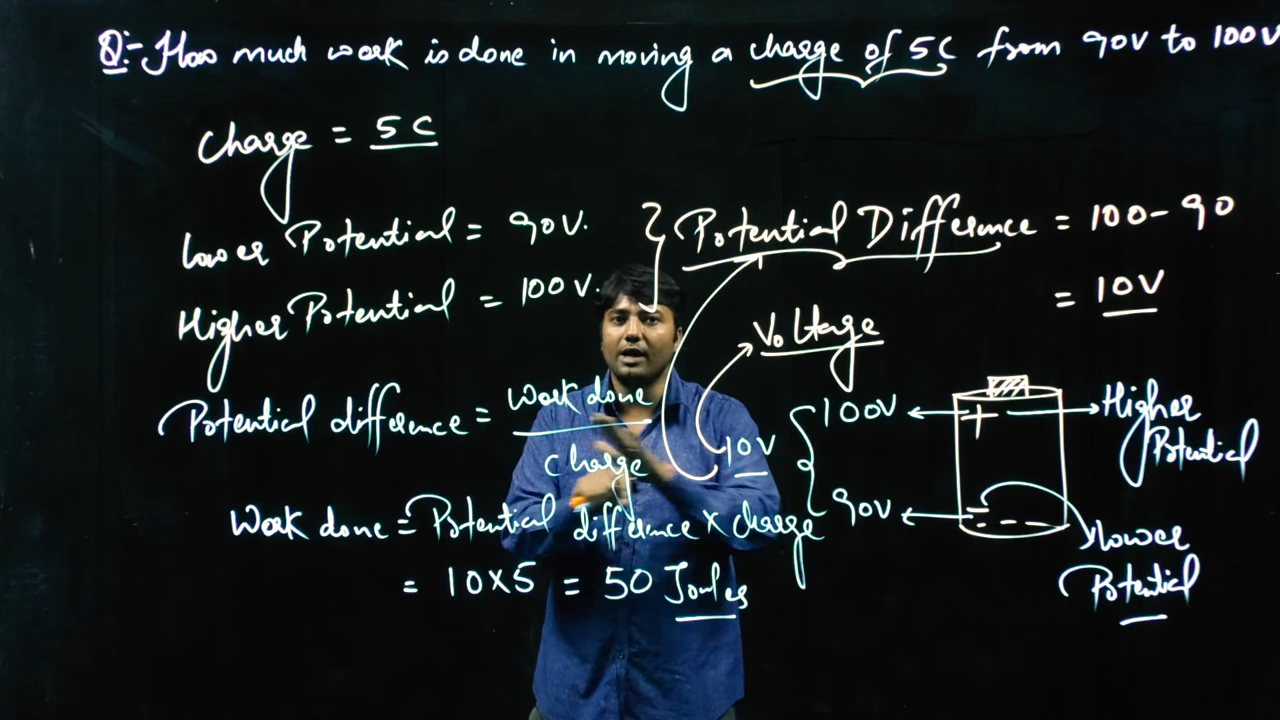 Q:- How much work is done in moving a charge of 5C from 90V to 100V
Charge = 5C
Lower Potential = 90V.
Higher Potential = 100V.
Potential Difference = 100-90
= 10V
Voltage
Potential difference = Work done
Charge
10V
100V
90V
+
- - - -
Higher
Potential
Lower
Potential
Work done = Potential difference × charge
= 10×5 = 50 Joules